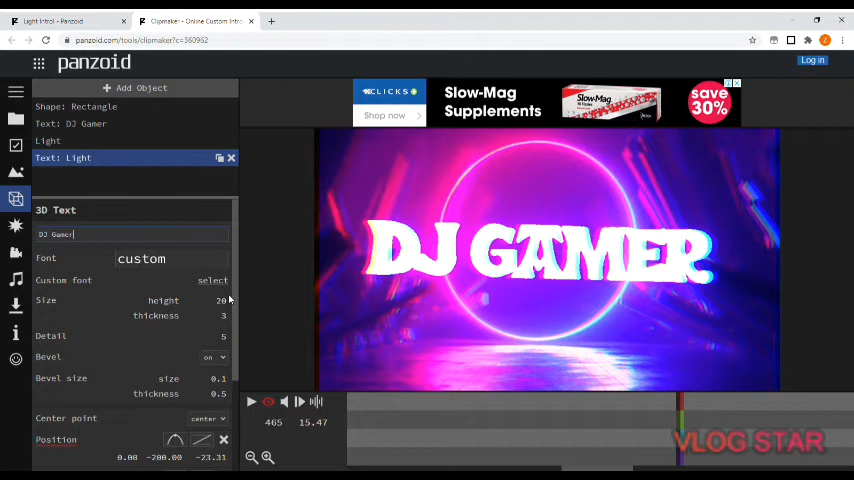 Light Intro! - Panzoid
Clipmaker - Online Custom Intro
panzoid.com/tools/clipmaker?c=360962
Z
panzoid
Log in
Add Object
Shape: Rectangle
Text: DJ Gamer
Light
Text: Light
3D Text
DJ Gamer
Font custom
Custom font select
Size height 20
thickness 3
Detail 5
Bevel on
Bevel size size 0.1
thickness 0.5
Center point center
Position
0.00 -200.00 -23.31
CLICKS
Shop now
Slow-Mag
Supplements
Slow-Mag
save
30%
DJ GAMER
465 15.47
VLOG STAR